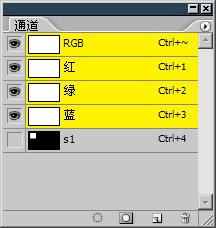 通道
RGB Ctrl+~
红 Ctrl+1
绿 Ctrl+2
蓝 Ctrl+3
s1 Ctrl+4